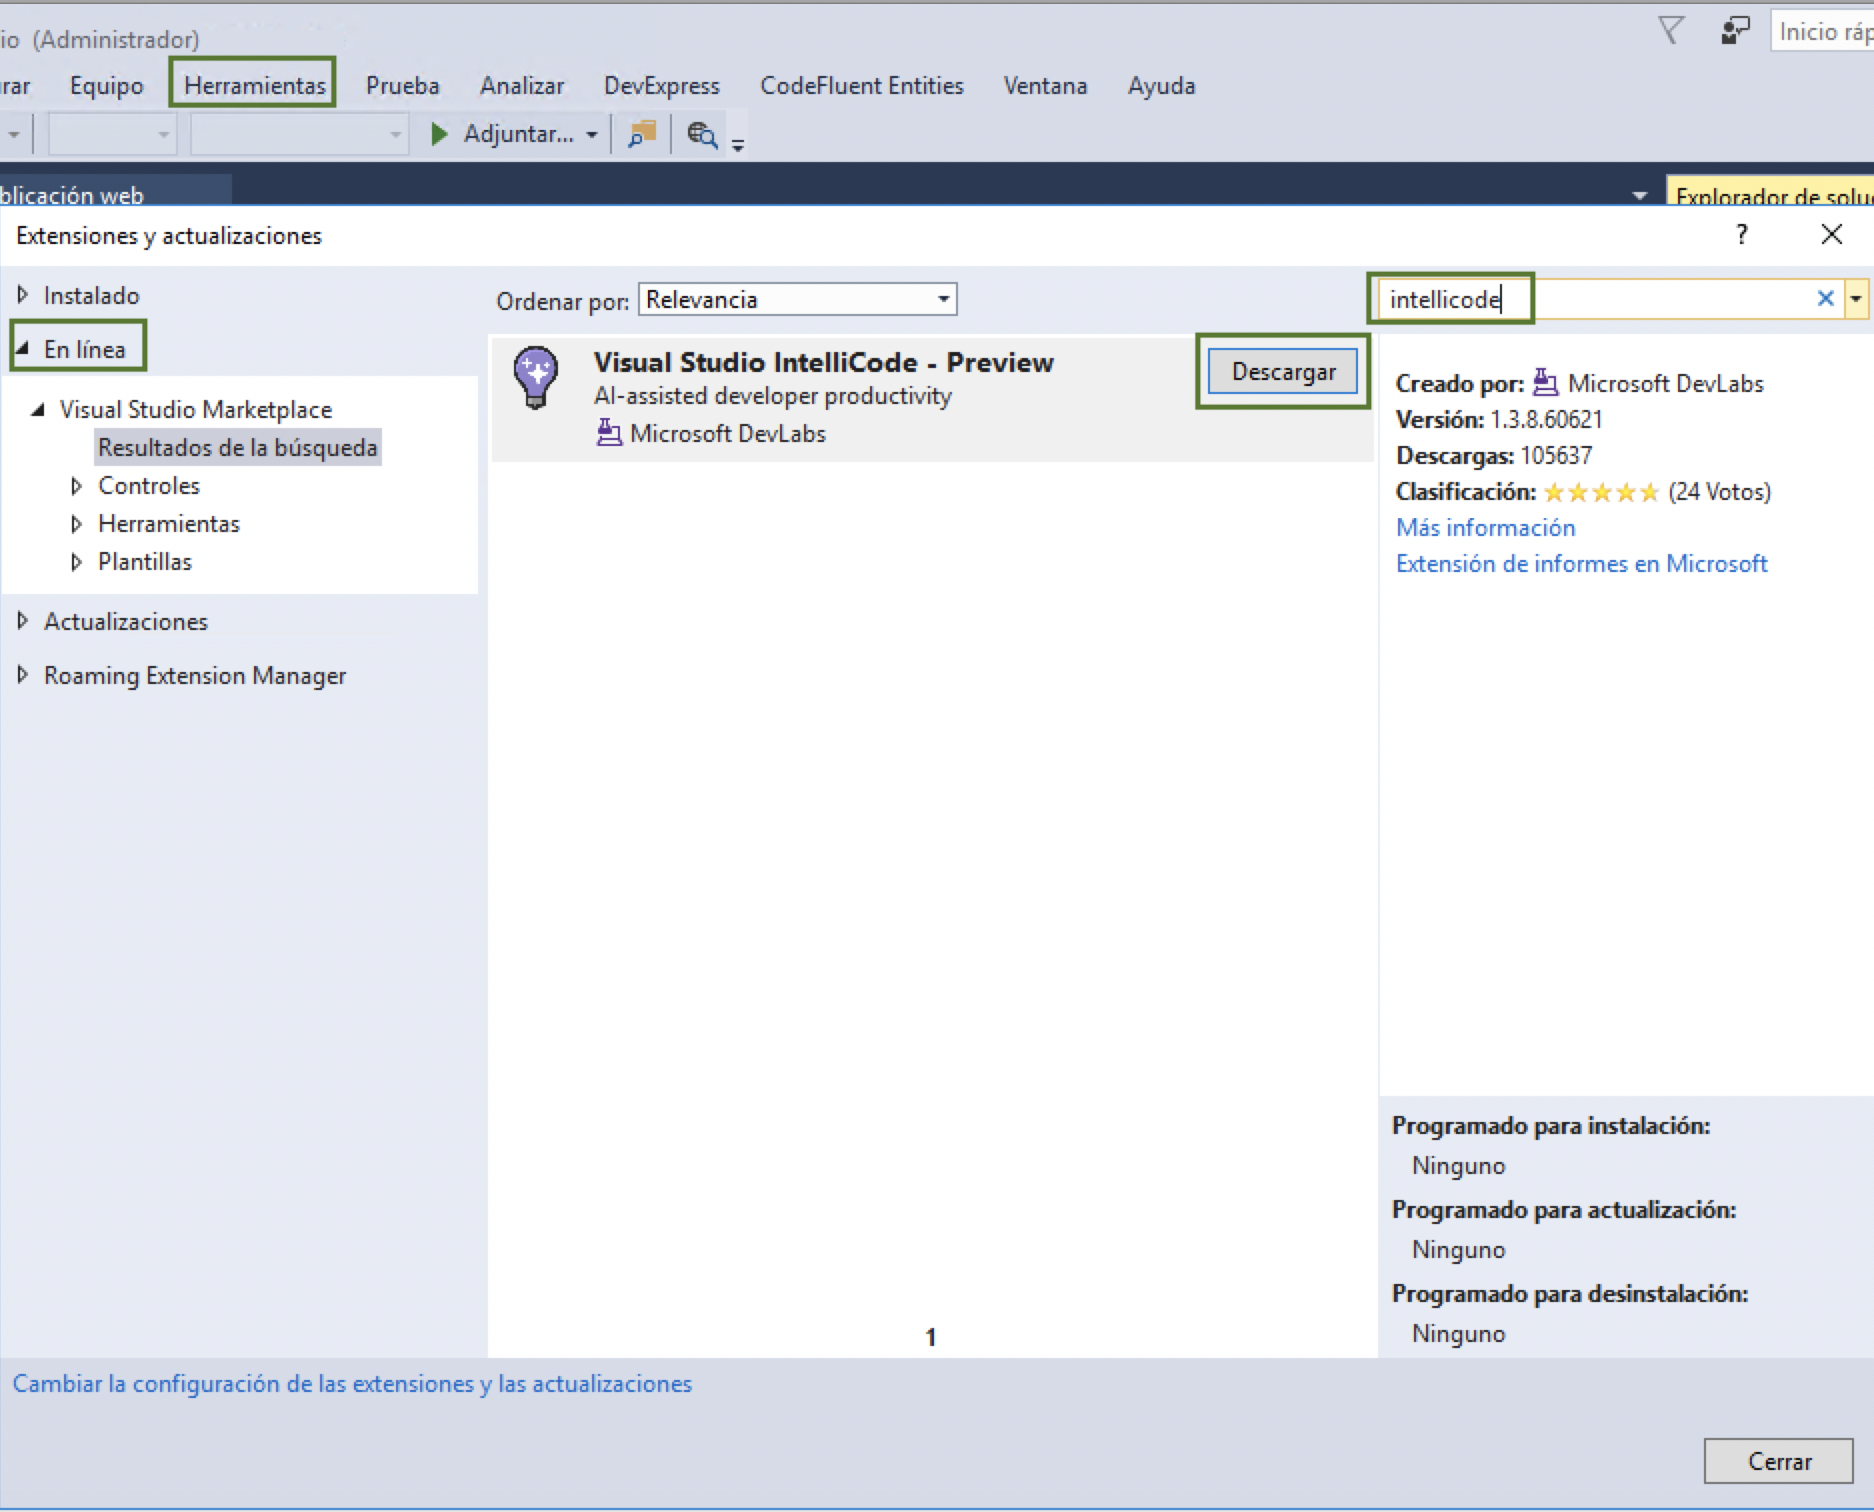 io (Administrador)
Inicio ráp
rar Equipo Herramientas Prueba Analizar DevExpress CodeFluent Entities Ventana Ayuda
Adjuntar...
blicación web
Explorador de soluc
Extensiones y actualizaciones
?
Instalado
Ordenar por: Relevancia
intellicode
En línea
Visual Studio Marketplace
Resultados de la búsqueda
Controles
Herramientas
Plantillas
Actualizaciones
Roaming Extension Manager
Visual Studio IntelliCode - Preview
Descargar
AI-assisted developer productivity
Microsoft DevLabs
Creado por: Microsoft DevLabs
Versión: 1.3.8.60621
Descargas: 105637
Clasificación: (24 Votos)
Más información
Extensión de informes en Microsoft
Programado para instalación:
Ninguno
Programado para actualización:
Ninguno
Programado para desinstalación:
Ninguno
1
Cambiar la configuración de las extensiones y las actualizaciones
Cerrar